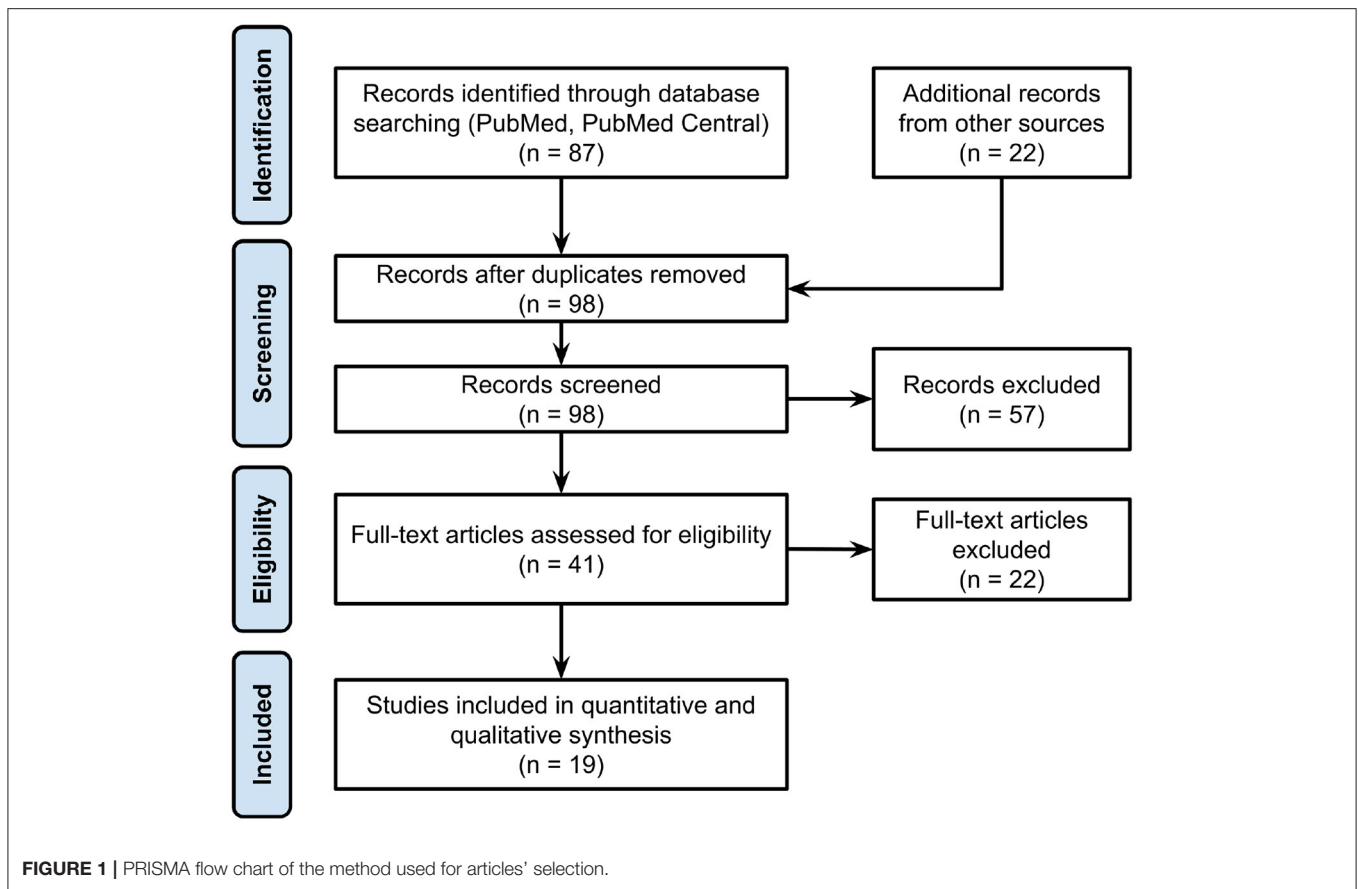 Identification
Records identified through database
searching (PubMed, PubMed Central)
(n = 87)
Additional records
from other sources
(n = 22)
Screening
Records after duplicates removed
(n = 98)
Records screened
(n = 98)
Records excluded
(n = 57)
Eligibility
Full-text articles assessed for eligibility
(n = 41)
Full-text articles
excluded
(n = 22)
Included
Studies included in quantitative and
qualitative synthesis
(n = 19)
FIGURE 1 | PRISMA flow chart of the method used for articles' selection.